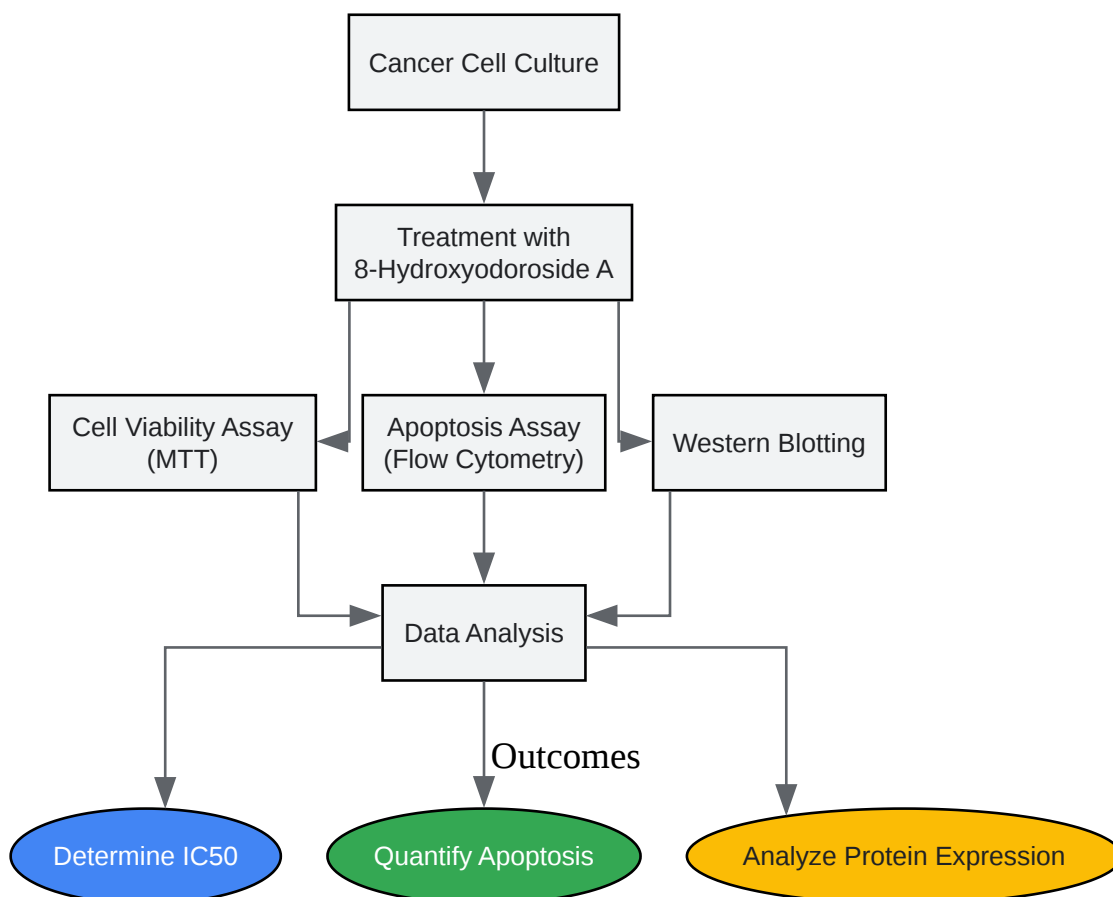 Cancer Cell Culture
Treatment with
8-Hydroxyodoroside A
Cell Viability Assay
(MTT)
Apoptosis Assay
(Flow Cytometry)
Western Blotting
Data Analysis
Outcomes
Determine IC50
Quantify Apoptosis
Analyze Protein Expression